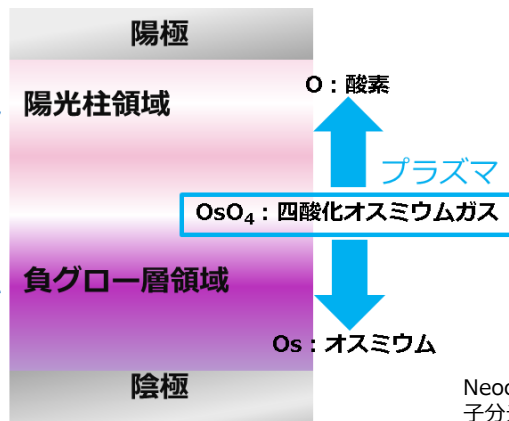 陽極
O：酸素
陽光柱領域
プラズマ
OsO₄：四酸化オスミウムガス
負グロー層領域
Os：オスミウム
陰極